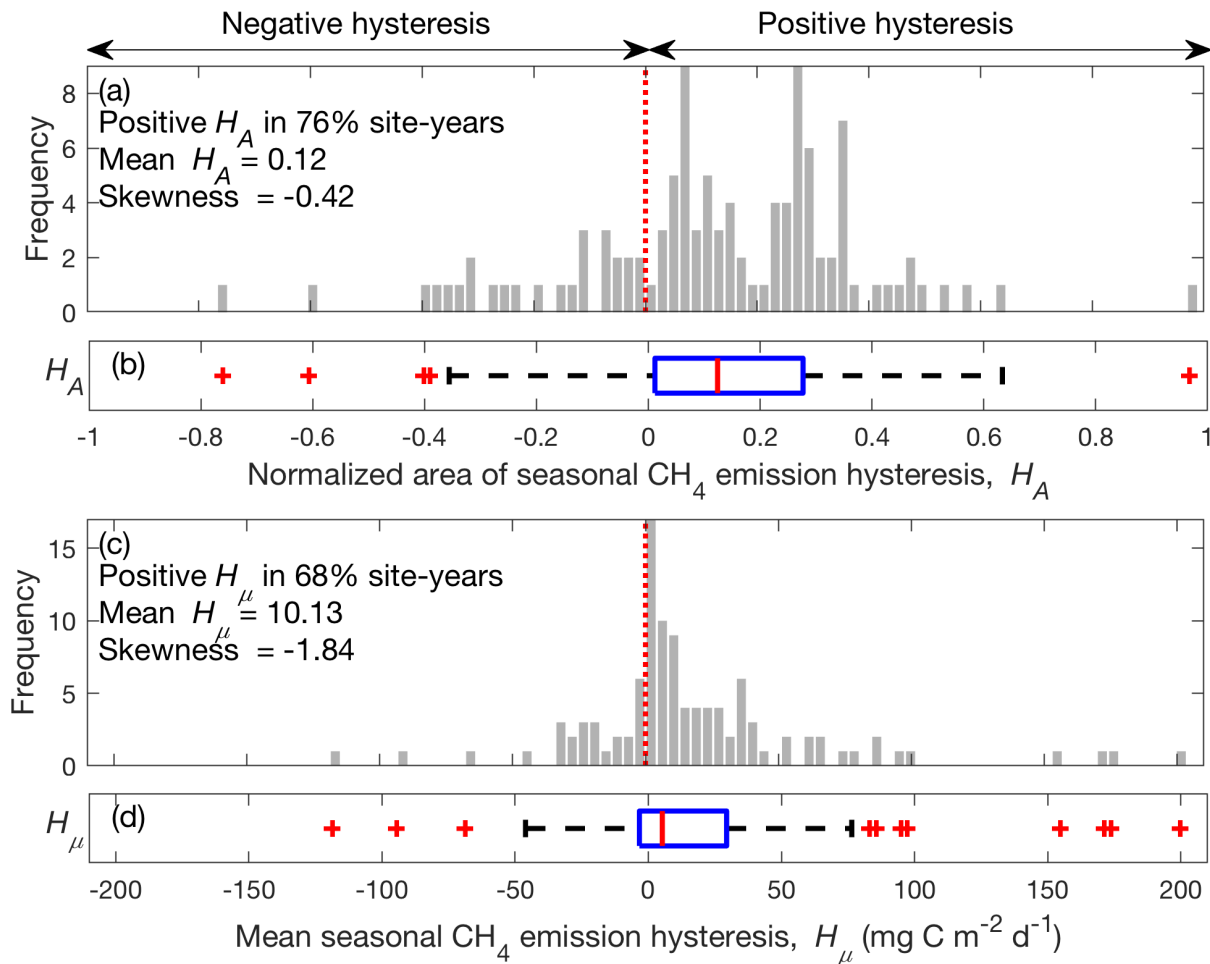 Negative hysteresis
Positive hysteresis
(a)
Positive H_A in 76% site-years
Mean H_A = 0.12
Skewness = -0.42
Frequency
8
6
4
2
0
H_A
(b)
-1 -0.8 -0.6 -0.4 -0.2 0 0.2 0.4 0.6 0.8 1
Normalized area of seasonal CH_4 emission hysteresis, H_A
(c)
Positive H_μ in 68% site-years
Mean H_μ = 10.13
Skewness = -1.84
Frequency
15
10
5
0
H_μ
(d)
-200 -150 -100 -50 0 50 100 150 200
Mean seasonal CH_4 emission hysteresis, H_μ (mg C m^-2 d^-1)